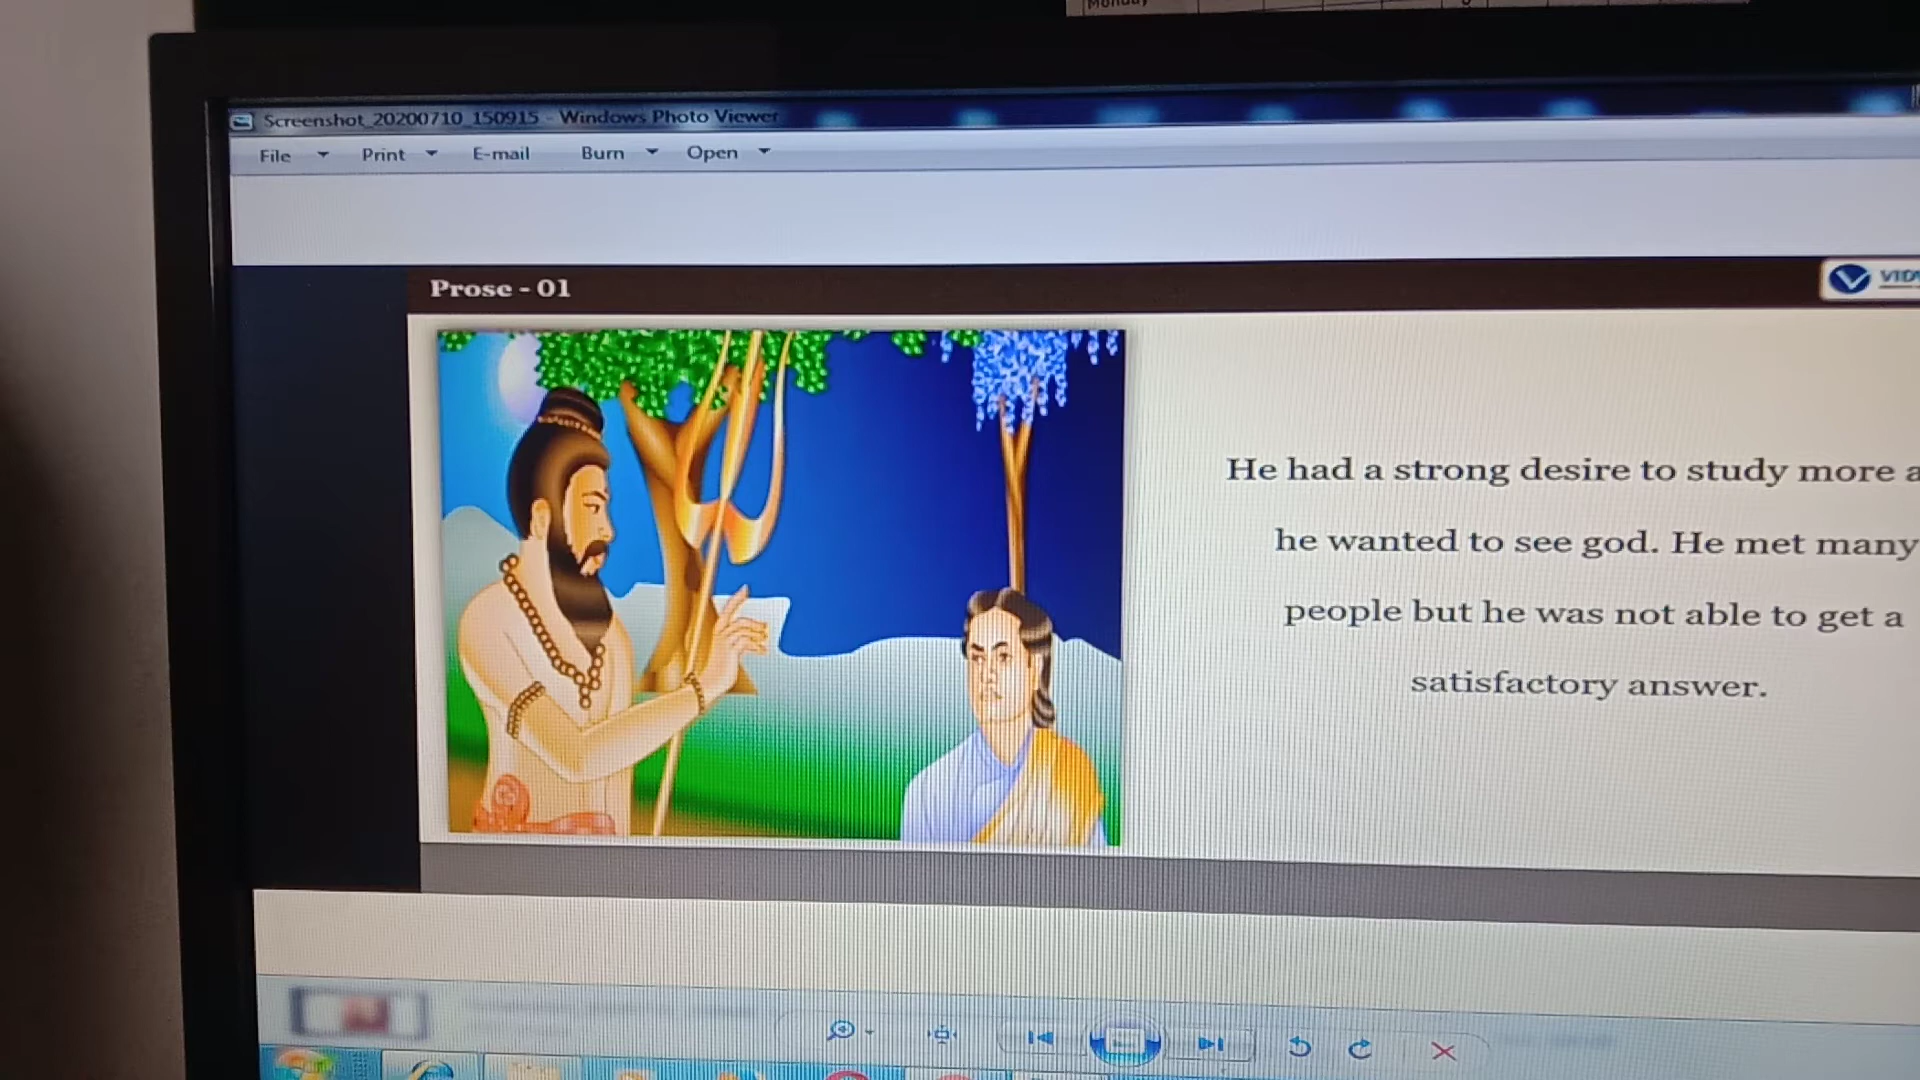 Monday
Screenshot_20200710_150915 - Windows Photo Viewer
File Print E-mail Burn Open
Prose - 01
He had a strong desire to study more
he wanted to see god. He met many
people but he was not able to get a
satisfactory answer.